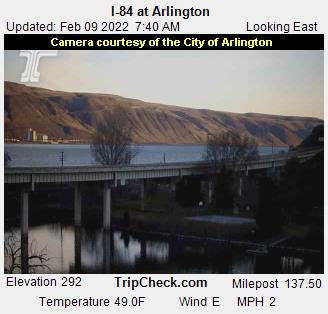 I-84 at Arlington
Updated: Feb 09 2022 7:40 AM Looking East
Camera courtesy of the City of Arlington
Elevation 292 TripCheck.com Milepost 137.50
Temperature 49.0F Wind E MPH 2